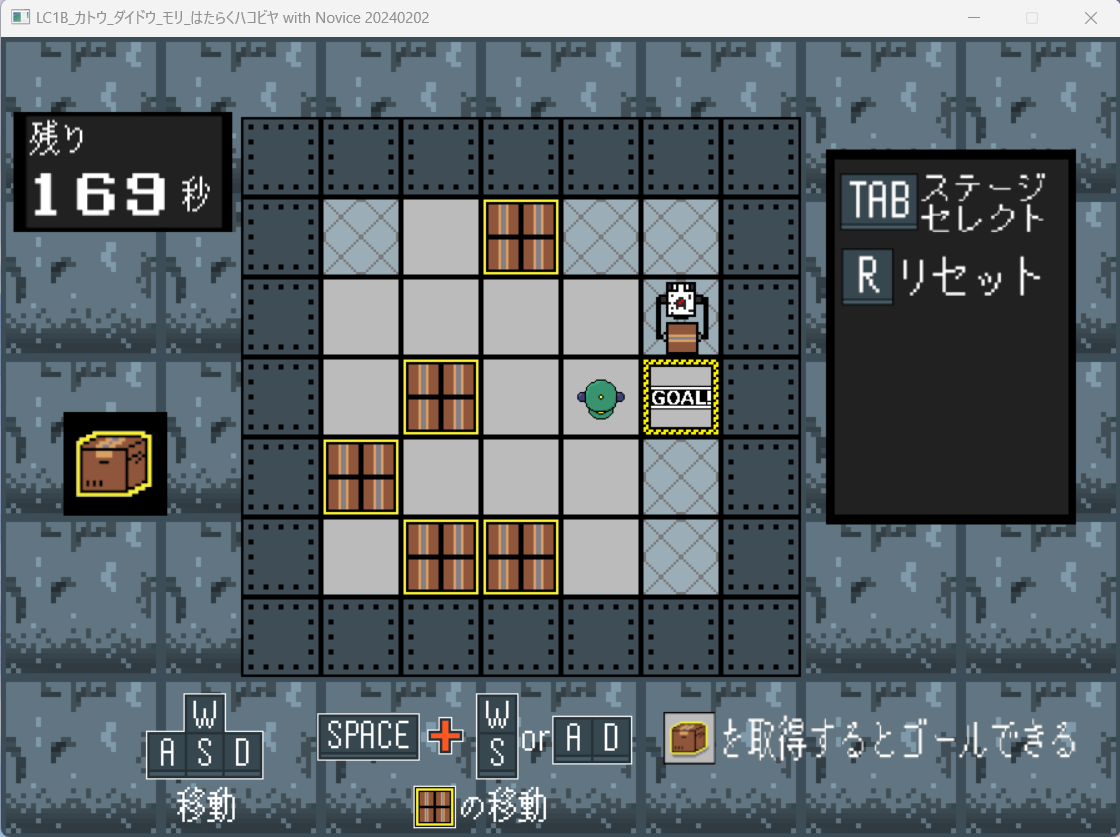 LC1B_カトウ_ダイドウ_モリ_はたらくハコビヤ with Novice 20240202
残り
169秒
TAB ステージ
セレクト
R リセット
GOAL!
W
A S D
移動
SPACE + W S or A D
の移動
を取得するとゴールできる